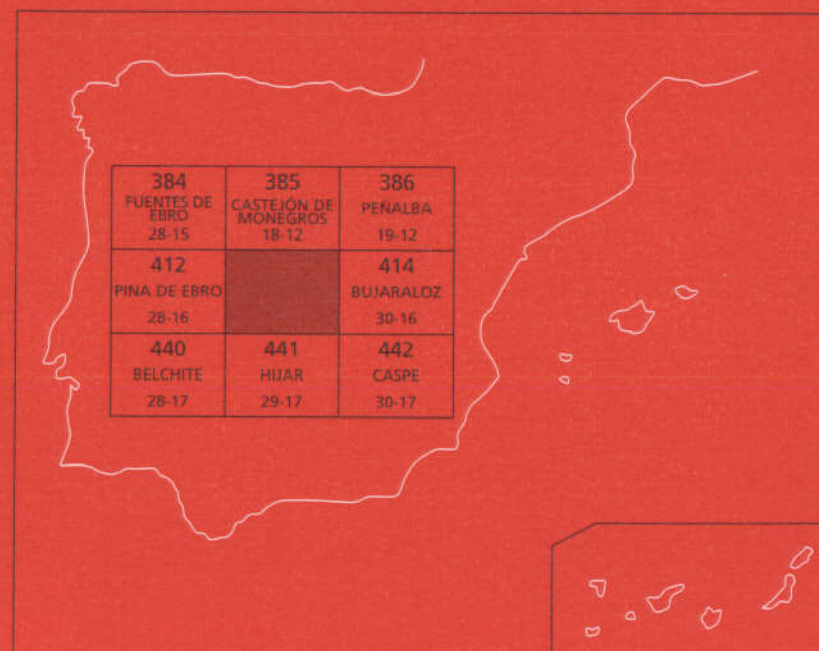 384
FUENTES DE
EBRO
28-15
385
CASTEJÓN DE
MONEGROS
18-12
386
PEÑALBA
19-12
412
PINA DE EBRO
28-16
414
BUJARALOZ
30-16
440
BELCHITE
28-17
441
HIJAR
29-17
442
CASPE
30-17